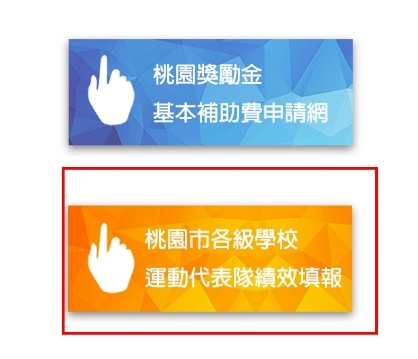 桃園獎勵金
基本補助費申請網
桃園市各級學校
運動代表隊績效填報